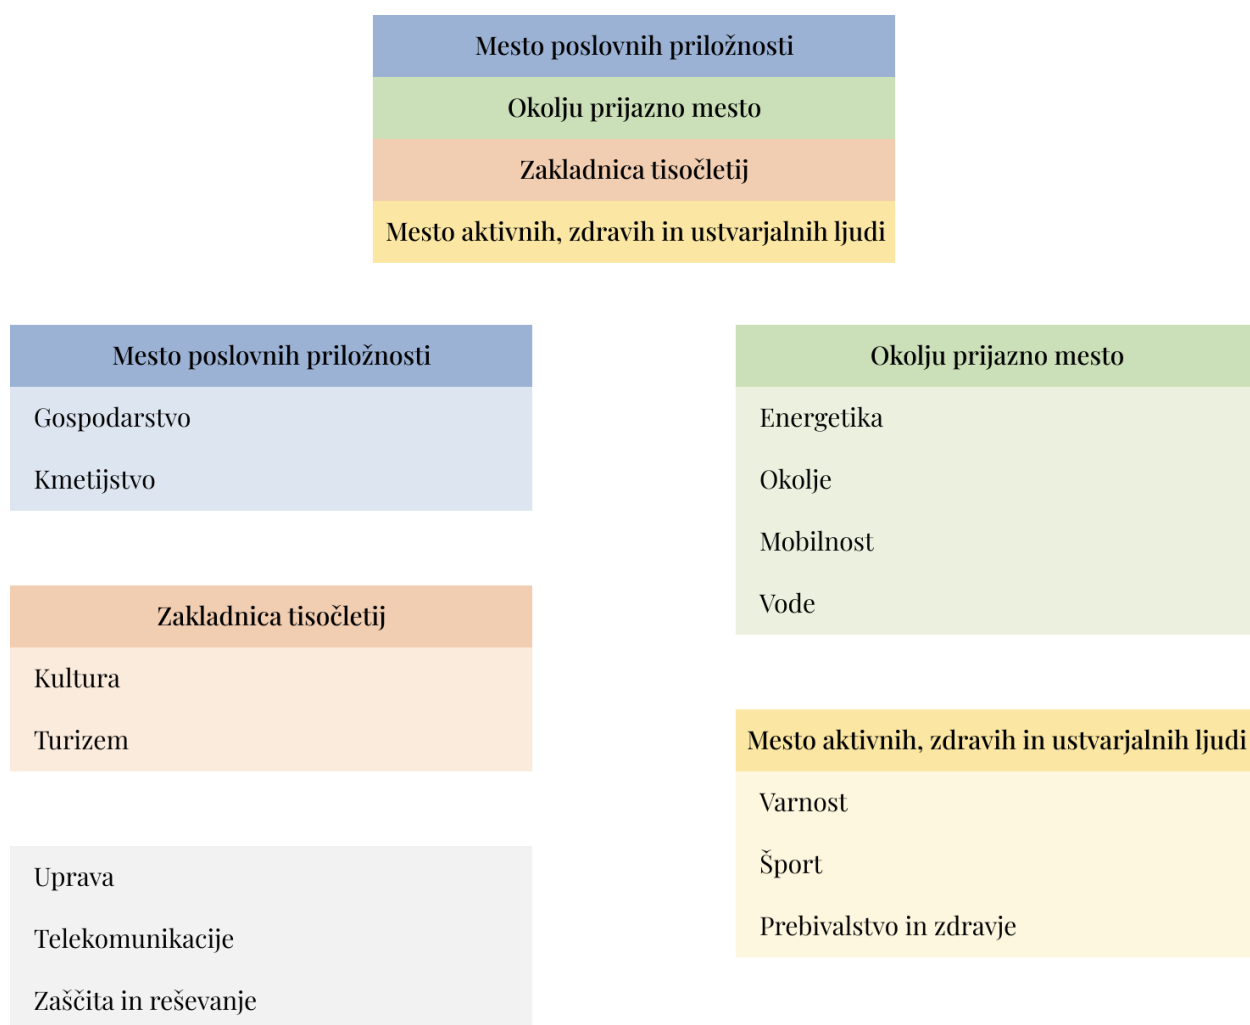 Mesto poslovnih priložnosti
Okolju prijazno mesto
Zakladnica tisočletij
Mesto aktivnih, zdravih in ustvarjalnih ljudi
Mesto poslovnih priložnosti
Gospodarstvo
Kmetijstvo
Zakladnica tisočletij
Kultura
Turizem
Uprava
Telekomunikacije
Zaščita in reševanje
Okolju prijazno mesto
Energetika
Okolje
Mobilnost
Vode
Mesto aktivnih, zdravih in ustvarjalnih ljudi
Varnost
Šport
Prebivalstvo in zdravje